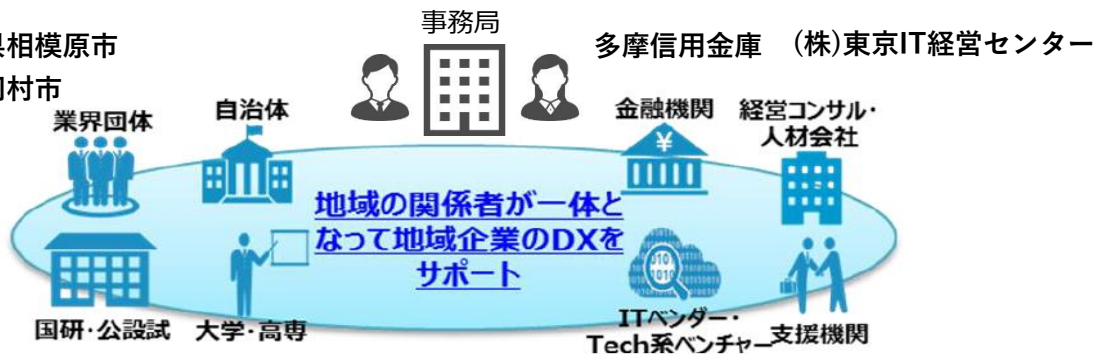 事務局
県相模原市
多摩信用金庫　(株)東京IT経営センター
村市
業界団体
自治体
金融機関
経営コンサル・
人材会社
¥
地域の関係者が一体と
なって地域企業のDXを
サポート
国研・公設試
大学・高専
ITベンダー・
Tech系ベンチャー
支援機関